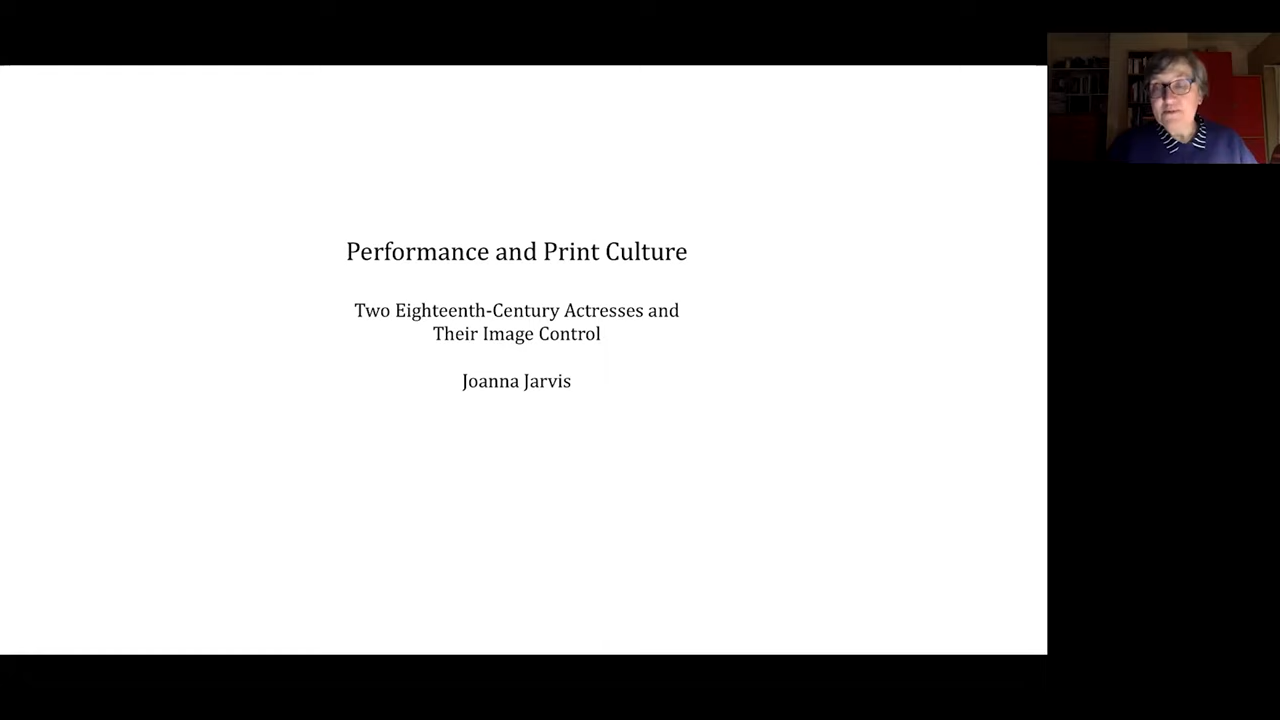 Performance and Print Culture
Two Eighteenth-Century Actresses and
Their Image Control
Joanna Jarvis